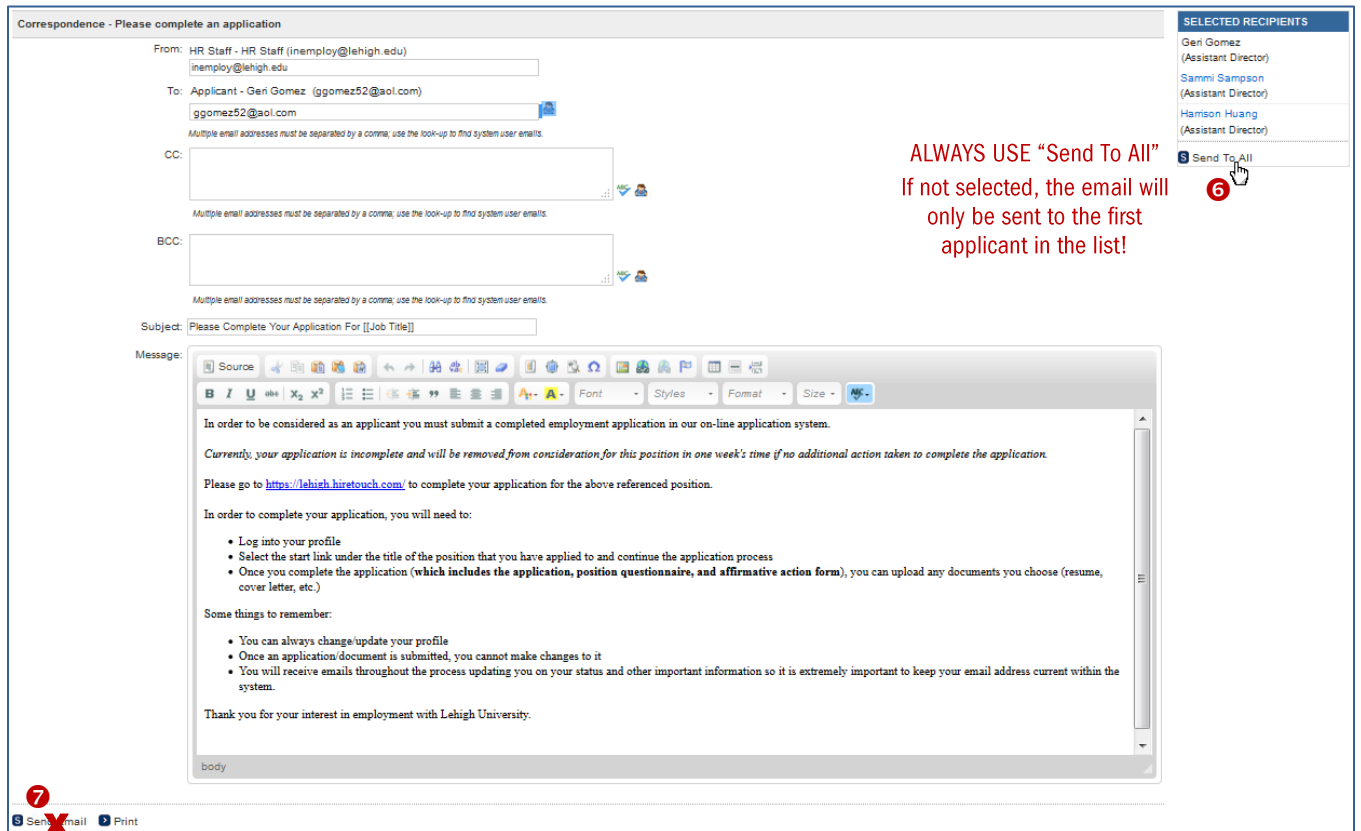 Correspondence - Please complete an application
From: HR Staff - HR Staff (inemploy@lehigh.edu)
inemploy@lehigh.edu
To: Applicant - Geri Gomez (ggomez52@aol.com)
ggomez52@aol.com
Multiple email addresses must be separated by a comma; use the look-up to find system user emails.
CC:
ABC
Multiple email addresses must be separated by a comma; use the look-up to find system user emails.
BCC:
ABC
Multiple email addresses must be separated by a comma; use the look-up to find system user emails.
Subject: Please Complete Your Application For [[Job Title]]
Message:
Source
B I U abc X₂ X² Font Styles Format Size ABC
In order to be considered as an applicant you must submit a completed employment application in our on-line application system.
Currently, your application is incomplete and will be removed from consideration for this position in one week's time if no additional action taken to complete the application.
Please go to https://lehigh.hiretouch.com/ to complete your application for the above referenced position.
In order to complete your application, you will need to:
• Log into your profile
• Select the start link under the title of the position that you have applied to and continue the application process
• Once you complete the application (which includes the application, position questionnaire, and affirmative action form), you can upload any documents you choose (resume,
cover letter, etc.)
Some things to remember:
• You can always change/update your profile
• Once an application/document is submitted, you cannot make changes to it
• You will receive emails throughout the process updating you on your status and other important information so it is extremely important to keep your email address current within the
system.
Thank you for your interest in employment with Lehigh University.
body
7
S Send Email Print
ALWAYS USE “Send To All”
If not selected, the email will
only be sent to the first
applicant in the list!
SELECTED RECIPIENTS
Geri Gomez
(Assistant Director)
Sammi Sampson
(Assistant Director)
Harrison Huang
(Assistant Director)
S Send To All
6